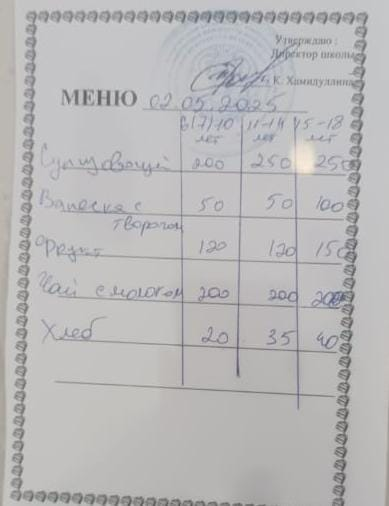 Утверждаю :
Директор школы
К. Хамидуллина
МЕНЮ 02.05.2025
6(7)-10 лет 11-14 лет 15-18 лет
Суп овощной 200 250 250
с творогом 50 50 100
Фрукт 120 120 150
Чай с молоком 200 200 200
Хлеб 20 35 40